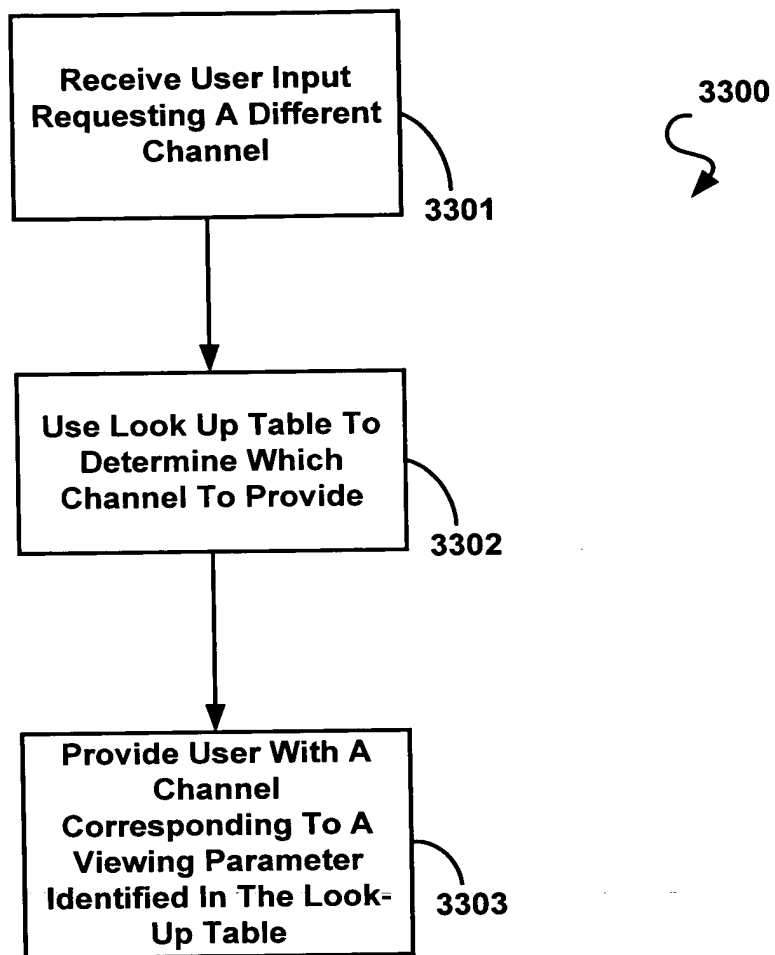 Receive User Input
Requesting A Different
Channel
3300
3301
Use Look Up Table To
Determine Which
Channel To Provide
3302
Provide User With A
Channel
Corresponding To A
Viewing Parameter
Identified In The Look-
Up Table
3303